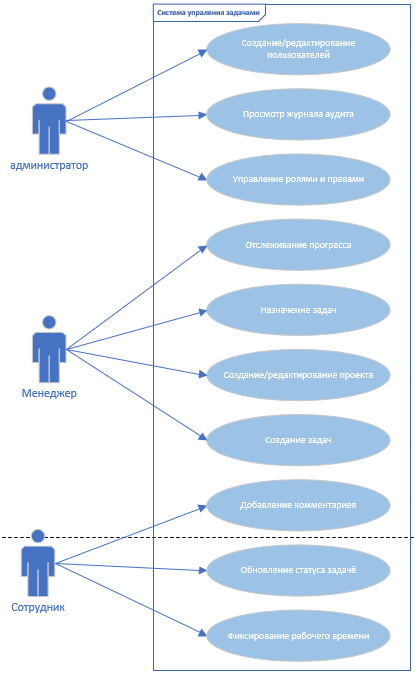 Система упраления задачами
Создание/редактирование
пользователей
Просмотр журнала аудита
администратор
Управление ролями и правами
Отслеживание прогресса
Назначение задач
Создание/редактирование проекта
Менеджер
Создание задач
Добавление комментариев
Обновление статуса задачё
Сотрудник
Фиксирование рабочего времени